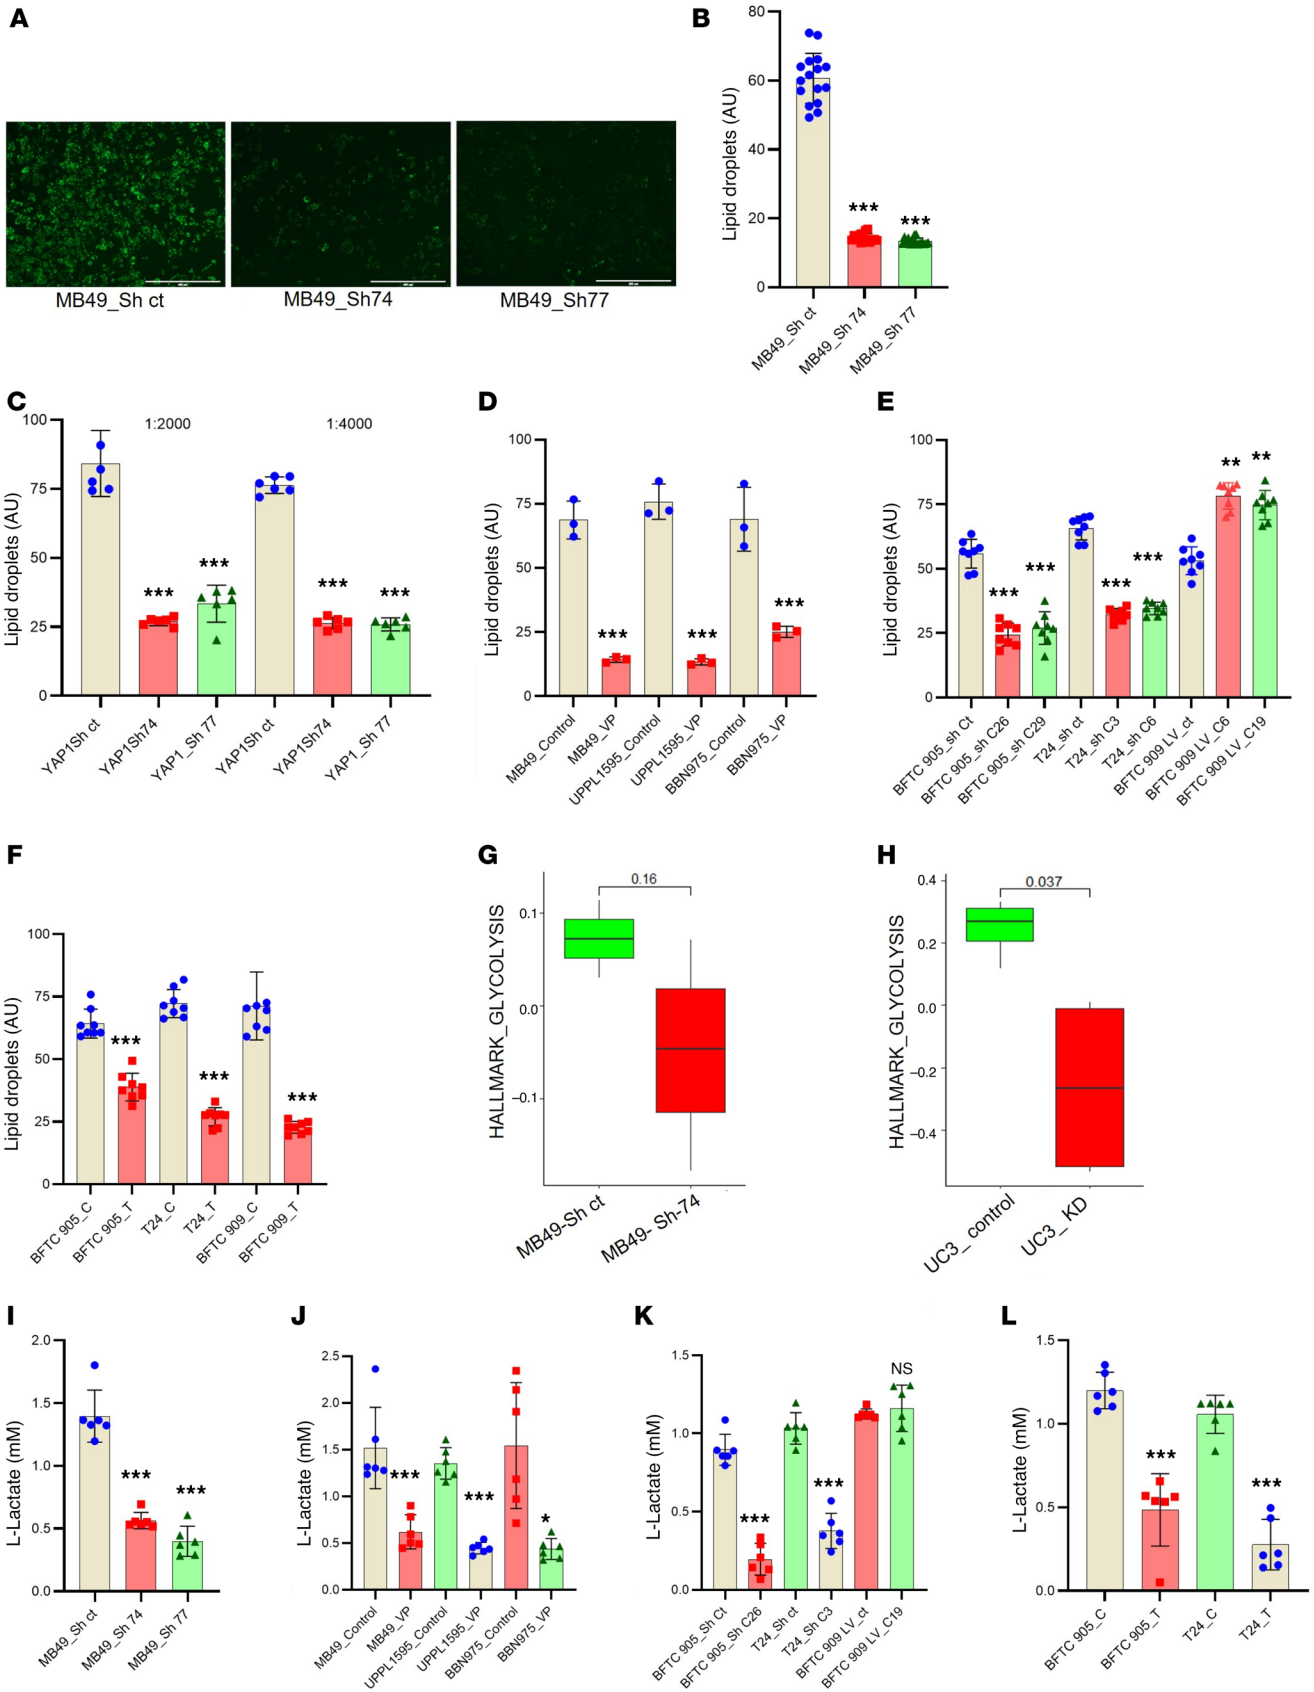 A
MB49_Sh ct
MB49_Sh74
MB49_Sh77
B
Lipid droplets (AU)
80
60
40
20
0
***
***
MB49_Sh ct
MB49_Sh 74
MB49_Sh 77
C
Lipid droplets (AU)
100
75
50
25
0
1:2000
1:4000
***
***
***
***
YAP1Sh ct
YAP1Sh74
YAP1_Sh 77
YAP1Sh ct
YAP1Sh74
YAP1_Sh 77
D
Lipid droplets (AU)
100
75
50
25
0
***
***
***
MB49_Control
MB49_VP
UPPL1595_Control
UPPL1595_VP
BBN975_Control
BBN975_VP
E
Lipid droplets (AU)
100
75
50
25
0
***
***
***
***
**
**
BFTC 905_sh Ct
BFTC 905_sh C26
BFTC 905_sh C29
T24_sh ct
T24_sh C3
T24_sh C6
BFTC 909 LV_ct
BFTC 909 LV_C6
BFTC 909 LV_C19
F
Lipid droplets (AU)
100
75
50
25
0
***
***
***
BFTC 905_C
BFTC 905_T
T24_C
T24_T
BFTC 909_C
BFTC 909_T
G
HALLMARK_GLYCOLYSIS
0.1
0.0
−0.1
0.16
MB49-Sh ct
MB49- Sh-74
H
HALLMARK_GLYCOLYSIS
0.4
0.2
0.0
−0.2
−0.4
0.037
UC3_ control
UC3_ KD
I
L-Lactate (mM)
2.0
1.5
1.0
0.5
0.0
***
***
MB49_Sh ct
MB49_Sh 74
MB49_Sh 77
J
L-Lactate (mM)
2.5
2.0
1.5
1.0
0.5
0.0
***
***
*
MB49_Control
MB49_VP
UPPL1595_Control
UPPL1595_VP
BBN975_Control
BBN975_VP
K
L-Lactate (mM)
1.5
1.0
0.5
0.0
***
***
NS
BFTC 905_Sh Ct
BFTC 905_Sh C26
T24_Sh ct
T24_Sh C3
BFTC 909 LV_ct
BFTC 909 LV_C19
L
L-Lactate (mM)
1.5
1.0
0.5
0.0
***
***
BFTC 905_C
BFTC 905_T
T24_C
T24_T